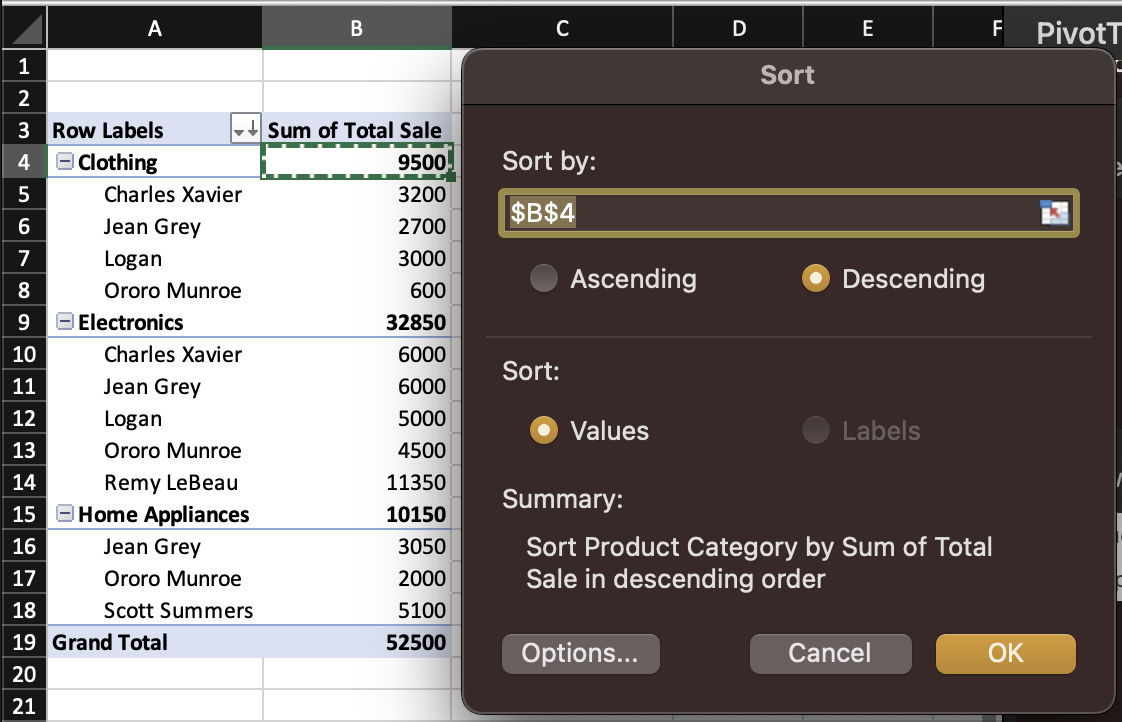 A B C D E F PivotT
1
2
3 Row Labels Sum of Total Sale
4 Clothing 9500
5 Charles Xavier 3200
6 Jean Grey 2700
7 Logan 3000
8 Ororo Munroe 600
9 Electronics 32850
10 Charles Xavier 6000
11 Jean Grey 6000
12 Logan 5000
13 Ororo Munroe 4500
14 Remy LeBeau 11350
15 Home Appliances 10150
16 Jean Grey 3050
17 Ororo Munroe 2000
18 Scott Summers 5100
19 Grand Total 52500
20
21
Sort
Sort by:
$B$4
Ascending Descending
Sort:
Values Labels
Summary:
Sort Product Category by Sum of Total
Sale in descending order
Options... Cancel OK